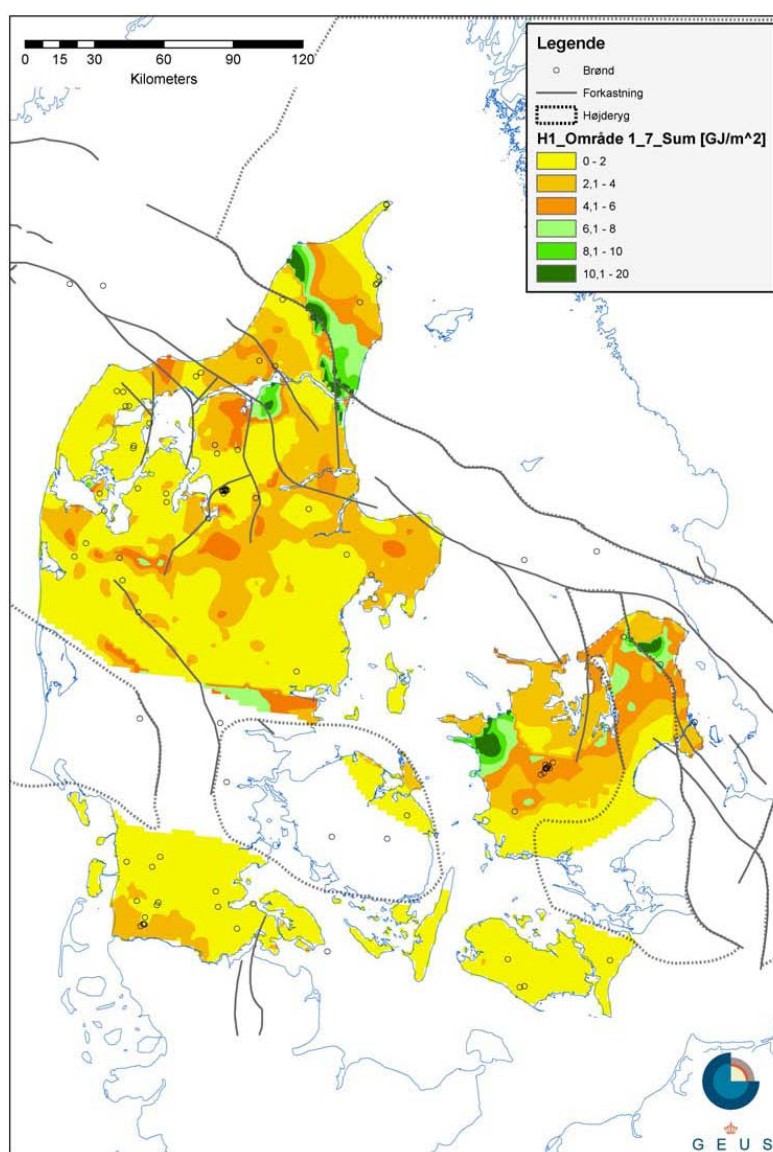 0 15 30 60 90 120
Kilometers
Legende
Brønd
Forkastning
Højderyg
H1_Område 1_7_Sum [GJ/m^2]
0 - 2
2,1 - 4
4,1 - 6
6,1 - 8
8,1 - 10
10,1 - 20
G E U S